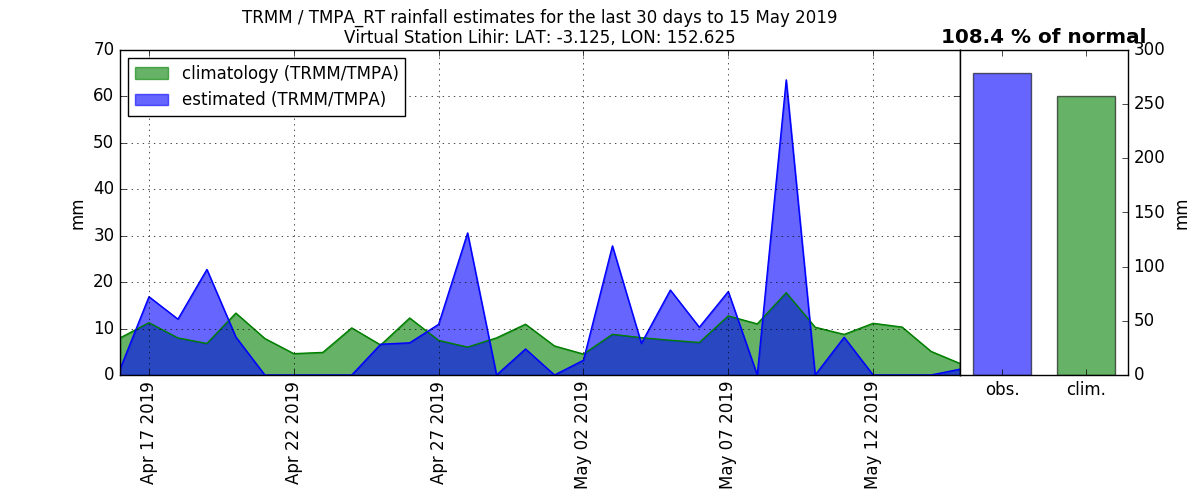 TRMM / TMPA_RT rainfall estimates for the last 30 days to 15 May 2019
Virtual Station Lihir: LAT: -3.125, LON: 152.625
108.4 % of normal
climatology (TRMM/TMPA)
estimated (TRMM/TMPA)
70
60
50
40
30
20
10
0
mm
Apr 17 2019
Apr 22 2019
Apr 27 2019
May 02 2019
May 07 2019
May 12 2019
300
250
200
150
100
50
0
mm
obs.
clim.